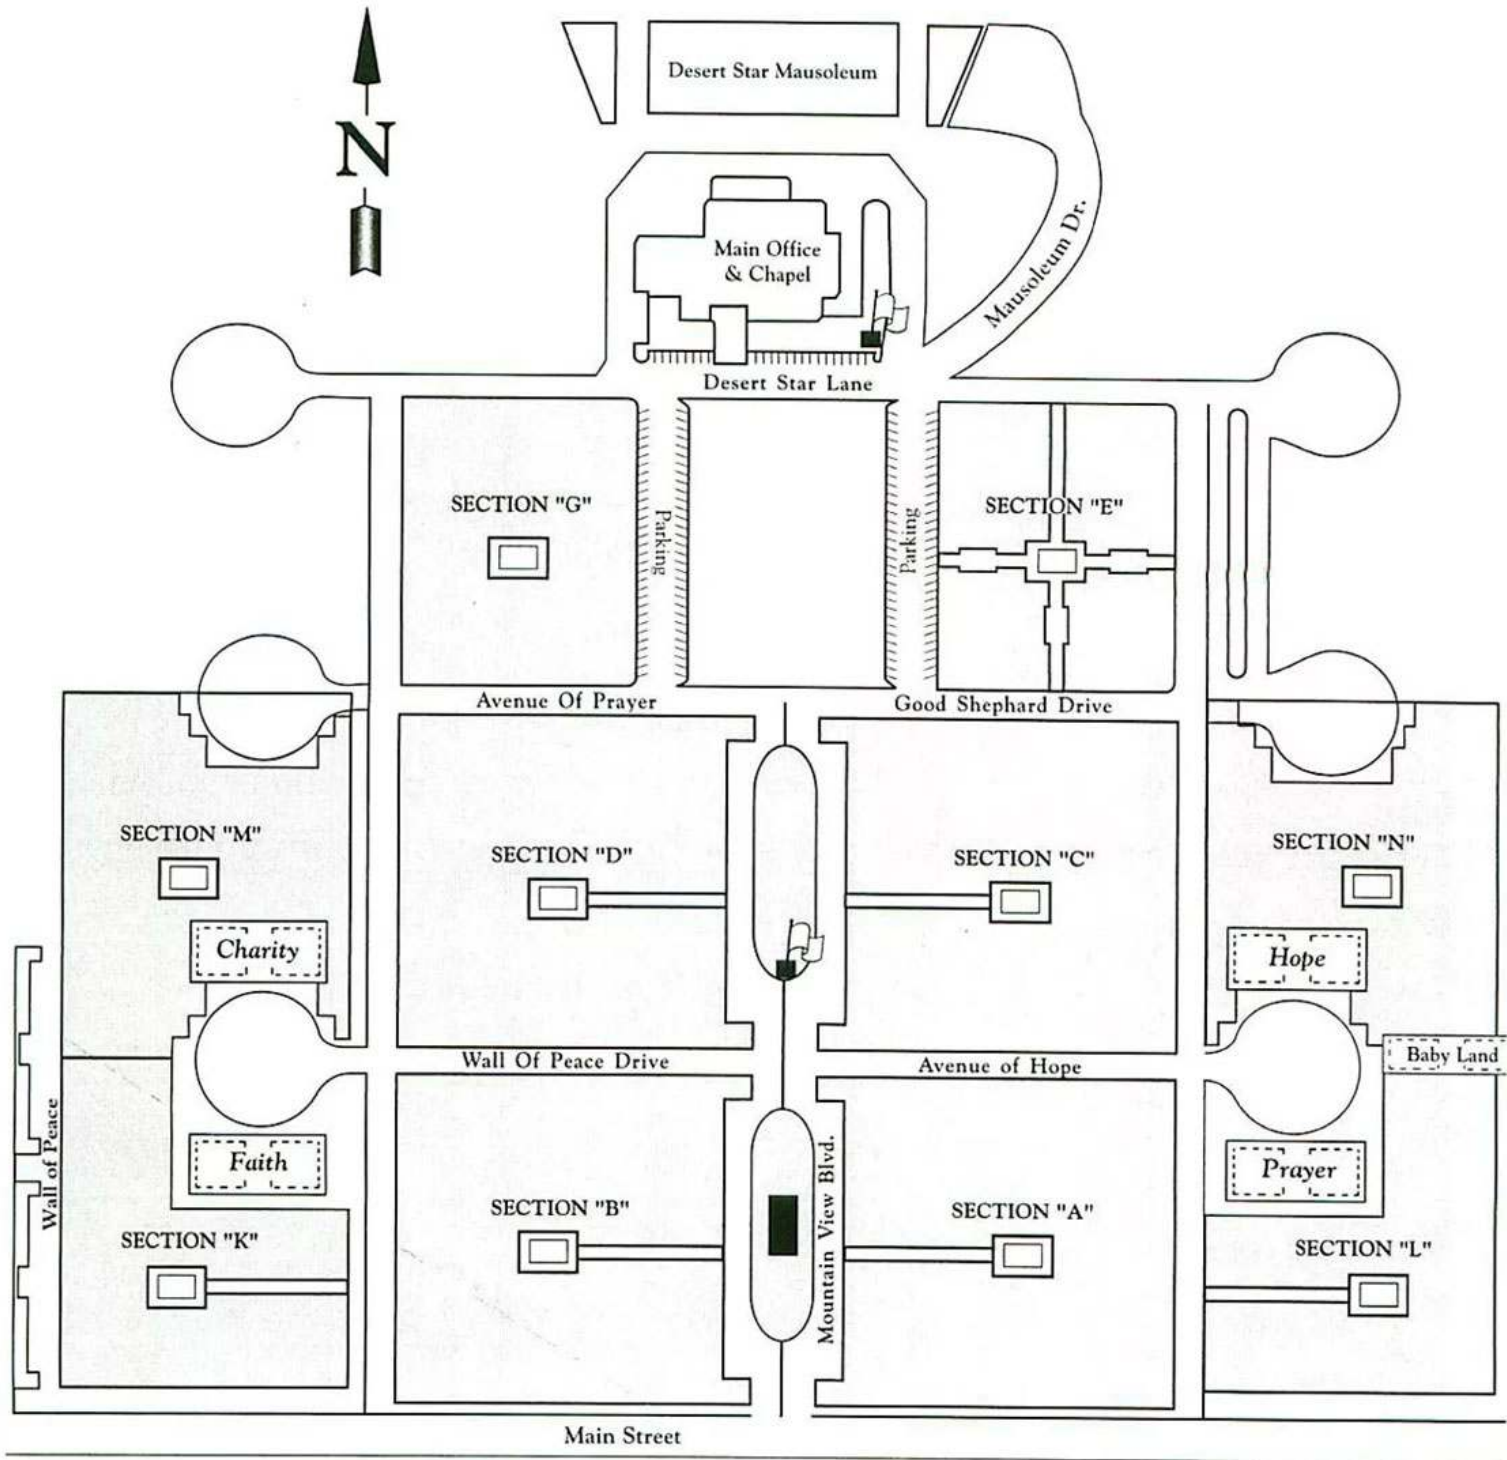 Desert Star Mausoleum
N
Main Office
& Chapel
Mausoleum Dr.
Desert Star Lane
SECTION "G"
Parking
Parking
SECTION "E"
Avenue Of Prayer
Good Shephard Drive
SECTION "M"
SECTION "D"
SECTION "C"
SECTION "N"
Charity
Hope
Wall Of Peace Drive
Avenue of Hope
Baby Land
Wall of Peace
Faith
Prayer
SECTION "B"
Mountain View Blvd.
SECTION "A"
SECTION "K"
SECTION "L"
Main Street